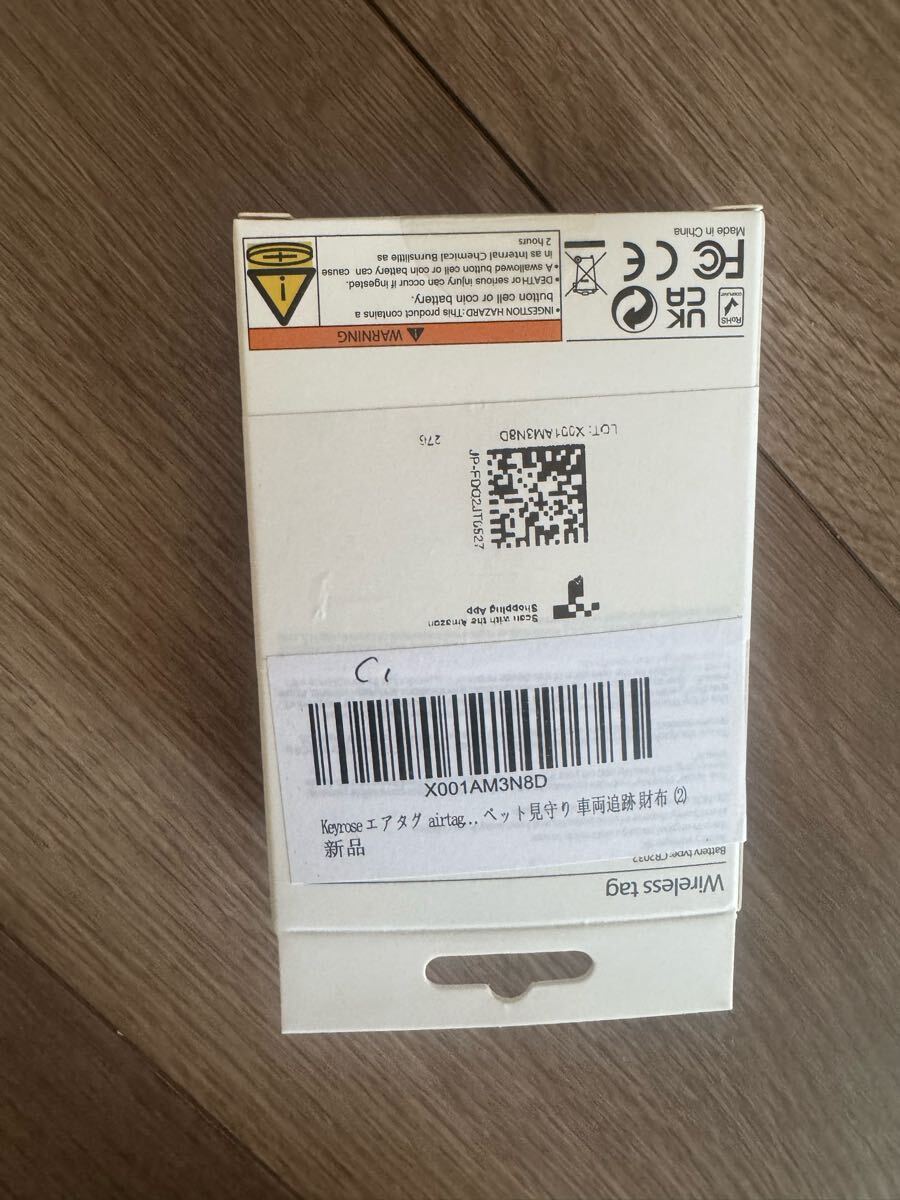 Made in China
FC CE
RoHS
COMPLIANT
UK
CA
WARNING
• INGESTION HAZARD: This product contains a
button cell or coin battery.
• DEATH or serious injury can occur if ingested.
• A swallowed button cell or coin battery can cause
in as Internal Chemical Burnslitle as
2 hours
LOT: X001AM3N8D
27G
Scan with the Amazon
Shopping App
C1
X001AM3N8D
Keyrose エアタグ airtag... ペット見守り 車両追跡 財布 (2)
新品
Battery type: CR2032
Wireless tag